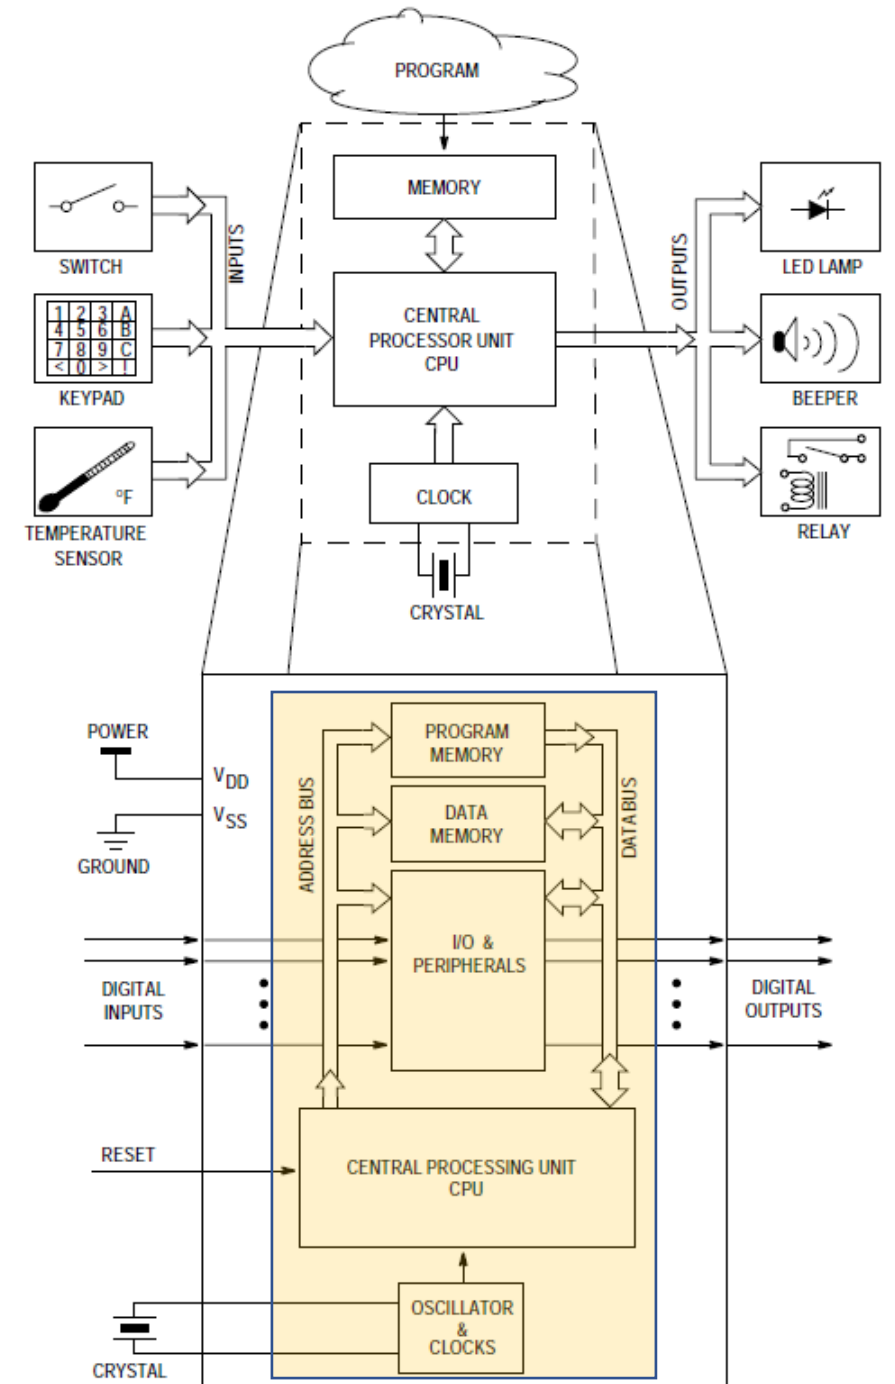 PROGRAM
MEMORY
SWITCH
INPUTS
OUTPUTS
LED LAMP
CENTRAL
PROCESSOR UNIT
CPU
1 2 3 A
4 5 6 B
7 8 9 C
< 0 > !
KEYPAD
BEEPER
°F
CLOCK
TEMPERATURE
SENSOR
RELAY
CRYSTAL
POWER
VDD
VSS
GROUND
ADDRESS BUS
PROGRAM
MEMORY
DATA
MEMORY
DATA BUS
I/O &
PERIPHERALS
DIGITAL
INPUTS
DIGITAL
OUTPUTS
RESET
CENTRAL PROCESSING UNIT
CPU
OSCILLATOR
&
CLOCKS
CRYSTAL